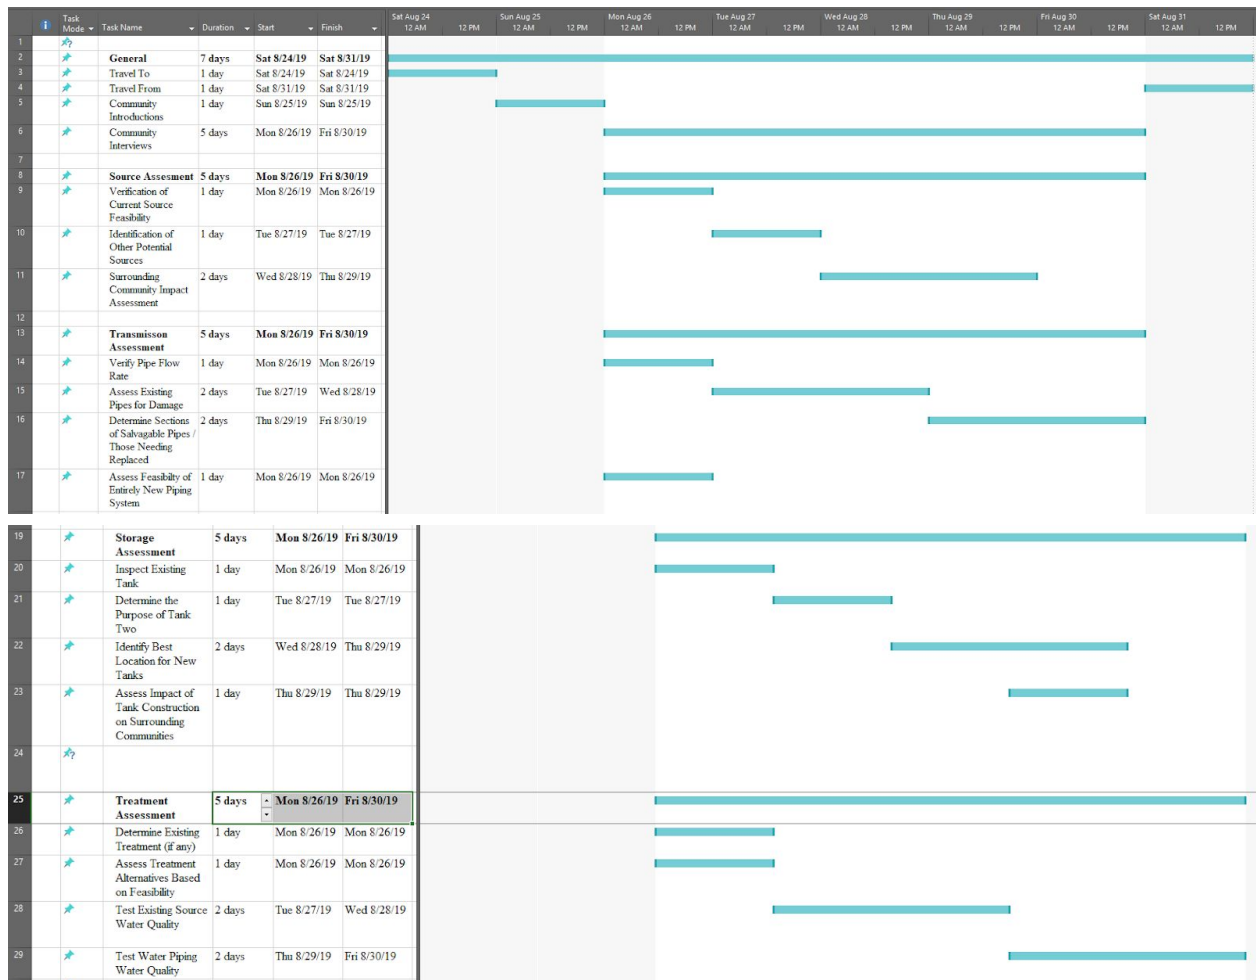 Sat Aug 24 Sun Aug 25 Mon Aug 26 Tue Aug 27 Wed Aug 28 Thu Aug 29 Fri Aug 30 Sat Aug 31
Task
Mode Task Name Duration Start Finish 12 AM 12 PM 12 AM 12 PM 12 AM 12 PM 12 AM 12 PM 12 AM 12 PM 12 AM 12 PM 12 AM 12 PM 12 AM 12 PM
1 ?
2 General 7 days Sat 8/24/19 Sat 8/31/19
3 Travel To 1 day Sat 8/24/19 Sat 8/24/19
4 Travel From 1 day Sat 8/31/19 Sat 8/31/19
5 Community 1 day Sun 8/25/19 Sun 8/25/19
Introductions
6 Community 5 days Mon 8/26/19 Fri 8/30/19
Interviews
7
8 Source Assesment 5 days Mon 8/26/19 Fri 8/30/19
9 Verification of 1 day Mon 8/26/19 Mon 8/26/19
Current Source
Feasibility
10 Identification of 1 day Tue 8/27/19 Tue 8/27/19
Other Potential
Sources
11 Surrounding 2 days Wed 8/28/19 Thu 8/29/19
Community Impact
Assessment
12
13 Transmisson 5 days Mon 8/26/19 Fri 8/30/19
Assessment
14 Verify Pipe Flow 1 day Mon 8/26/19 Mon 8/26/19
Rate
15 Assess Existing 2 days Tue 8/27/19 Wed 8/28/19
Pipes for Damage
16 Determine Sections 2 days Thu 8/29/19 Fri 8/30/19
of Salvagable Pipes /
Those Needing
Replaced
17 Assess Feasibilty of 1 day Mon 8/26/19 Mon 8/26/19
Entirely New Piping
System
19 Storage 5 days Mon 8/26/19 Fri 8/30/19
Assessment
20 Inspect Existing 1 day Mon 8/26/19 Mon 8/26/19
Tank
21 Determine the 1 day Tue 8/27/19 Tue 8/27/19
Purpose of Tank
Two
22 Identify Best 2 days Wed 8/28/19 Thu 8/29/19
Location for New
Tanks
23 Assess Impact of 1 day Thu 8/29/19 Thu 8/29/19
Tank Construction
on Surrounding
Communities
24 ?
25 Treatment 5 days Mon 8/26/19 Fri 8/30/19
Assessment
26 Determine Existing 1 day Mon 8/26/19 Mon 8/26/19
Treatment (if any)
27 Assess Treatment 1 day Mon 8/26/19 Mon 8/26/19
Alternatives Based
on Feasibility
28 Test Existing Source 2 days Tue 8/27/19 Wed 8/28/19
Water Quality
29 Test Water Piping 2 days Thu 8/29/19 Fri 8/30/19
Water Quality